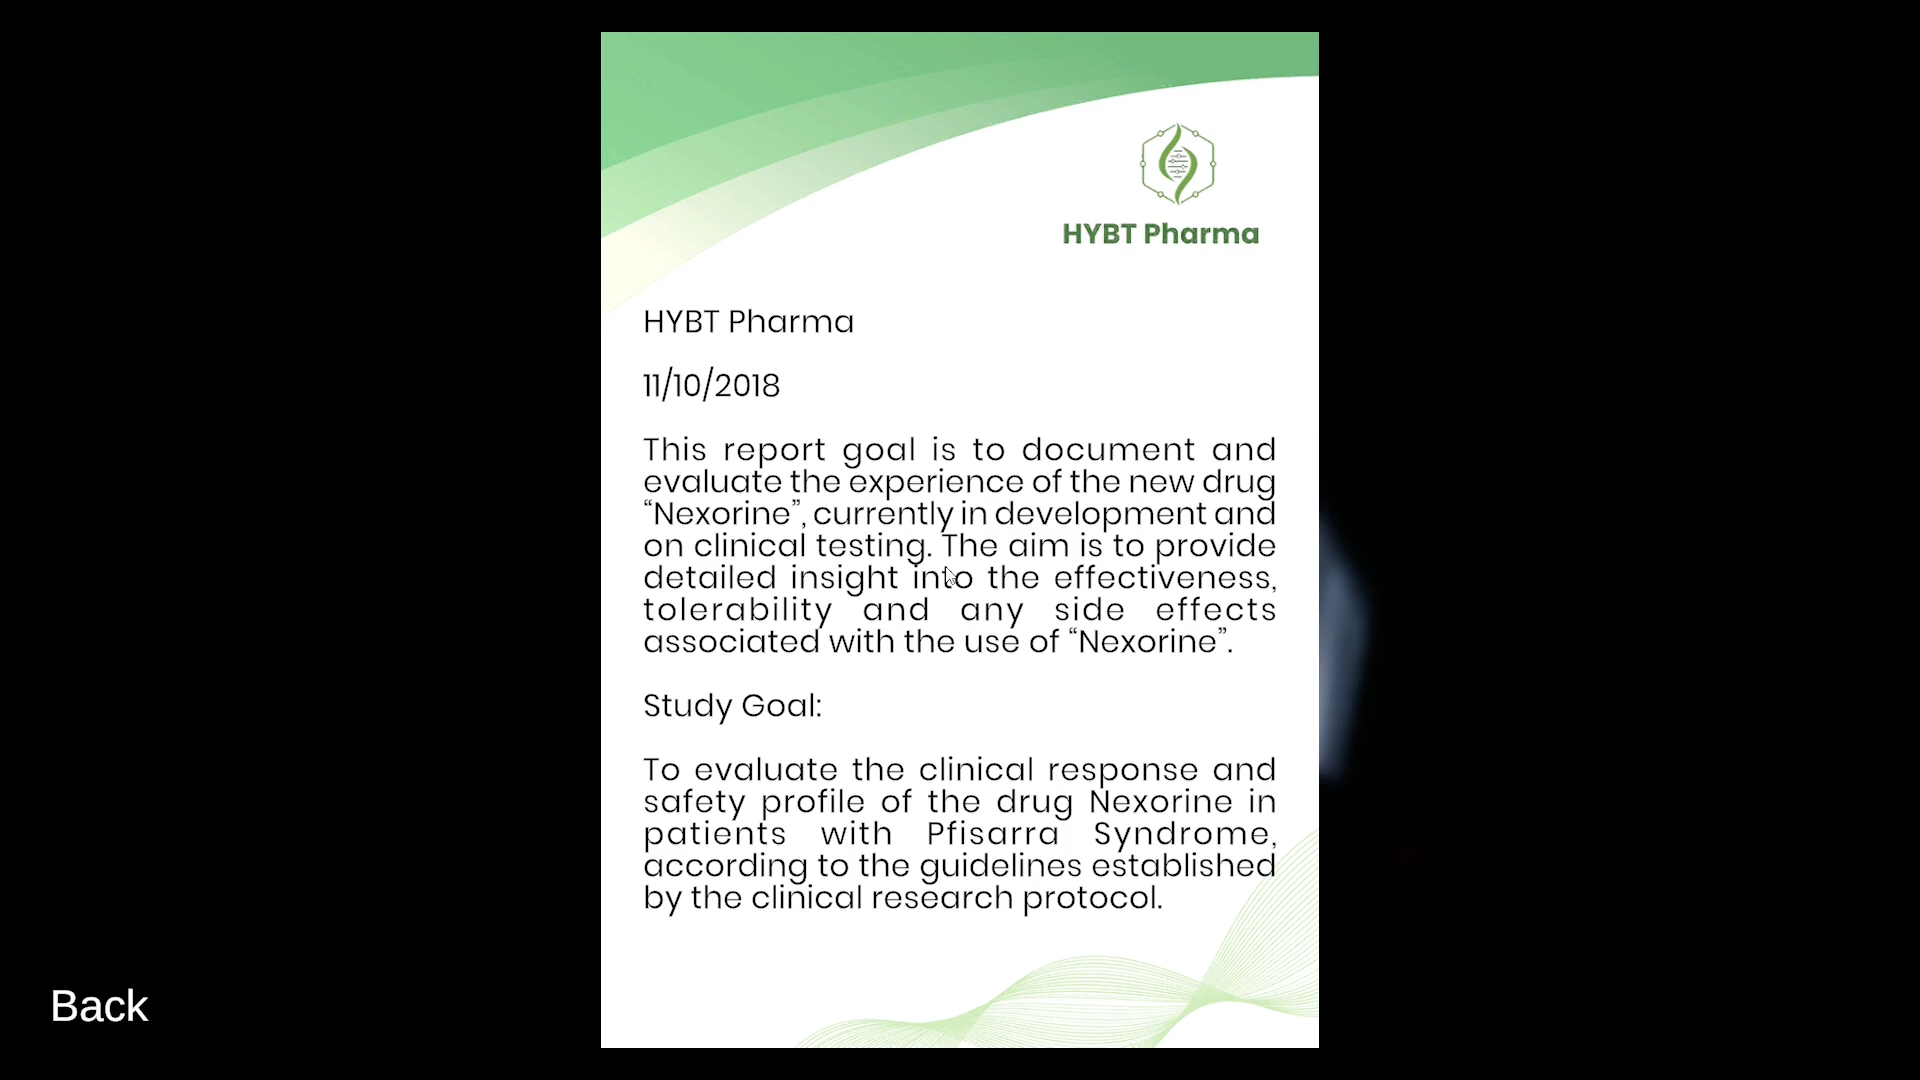 HYBT Pharma
HYBT Pharma
11/10/2018
This report goal is to document and
evaluate the experience of the new drug
“Nexorine”, currently in development and
on clinical testing. The aim is to provide
detailed insight into the effectiveness,
tolerability and any side effects
associated with the use of “Nexorine”.
Study Goal:
To evaluate the clinical response and
safety profile of the drug Nexorine in
patients with Pfisarra Syndrome,
according to the guidelines established
by the clinical research protocol.
Back